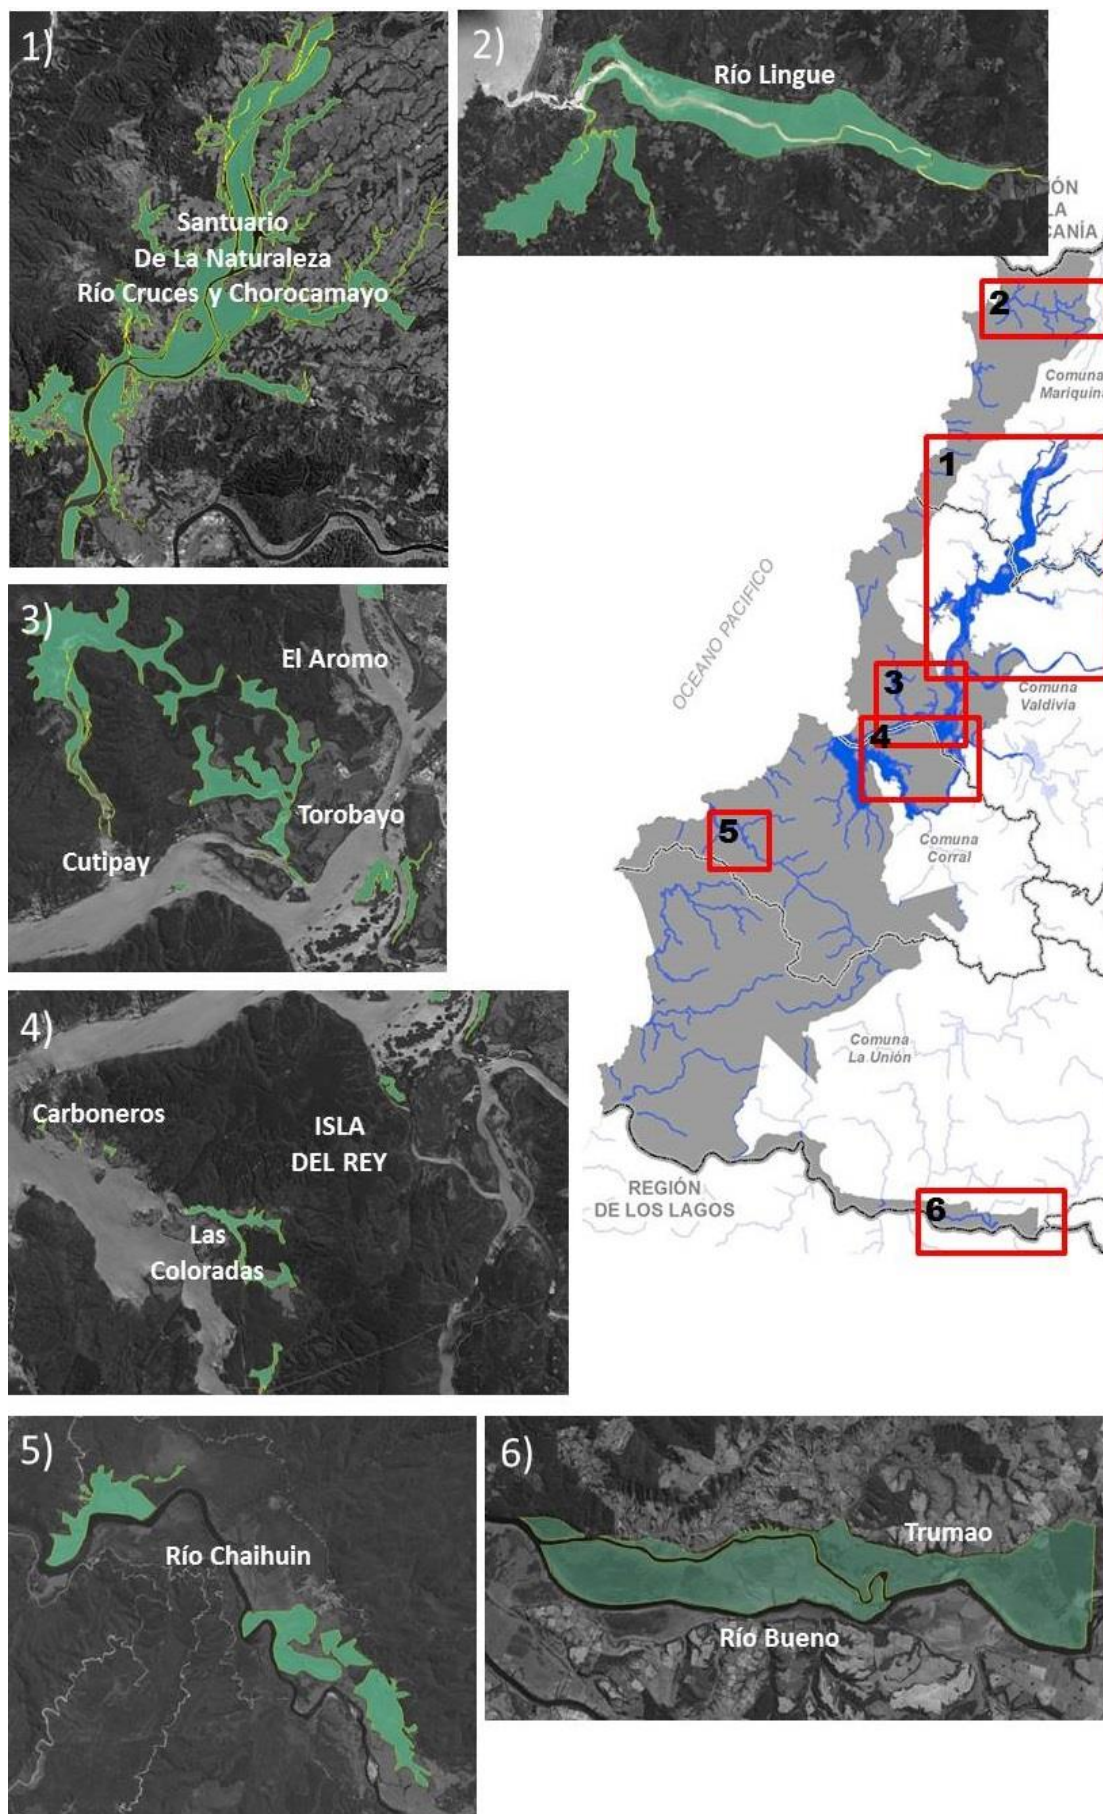 1)
Santuario
De La Naturaleza
Río Cruces y Chorocamayo
2)
Río Lingue
3)
El Aromo
Torobayo
Cutipay
4)
Carboneros
ISLA
DEL REY
Las
Coloradas
5)
Río Chaihuin
6)
Trumao
Río Bueno
ÓN
LA
CANÍA
2
Comuna
Mariquina
1
OCEANO PACIFICO
3
Comuna
Valdivia
4
5
Comuna
Corral
Comuna
La Unión
REGIÓN
DE LOS LAGOS
6